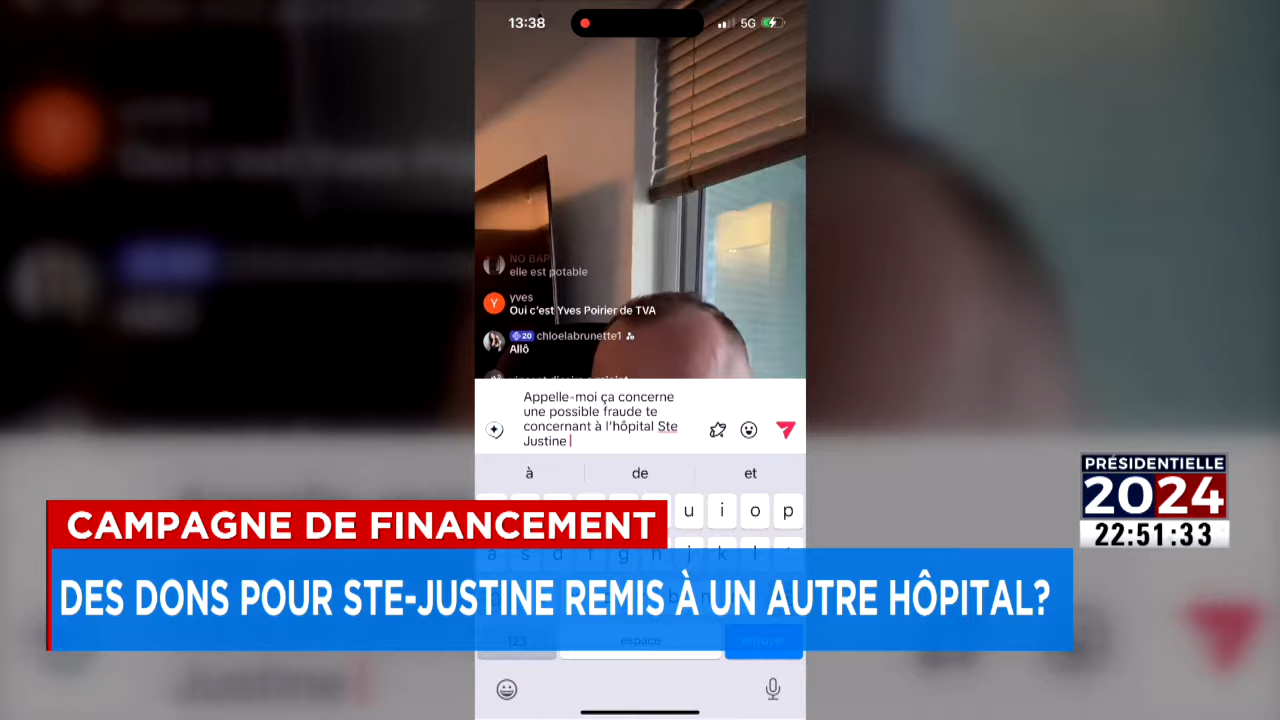 13:38
5G
NO BAP
elle est potable
Y
yves
Oui c'est Yves Poirier de TVA
20 chloelabrunette1
Allô
Appelle-moi ça concerne
une possible fraude te
concernant à l'hôpital Ste
Justine
à de et
u i o p
a s d f g h j k l
123 espace
CAMPAGNE DE FINANCEMENT
DES DONS POUR STE-JUSTINE REMIS À UN AUTRE HÔPITAL?
PRÉSIDENTIELLE
2024
22:51:33